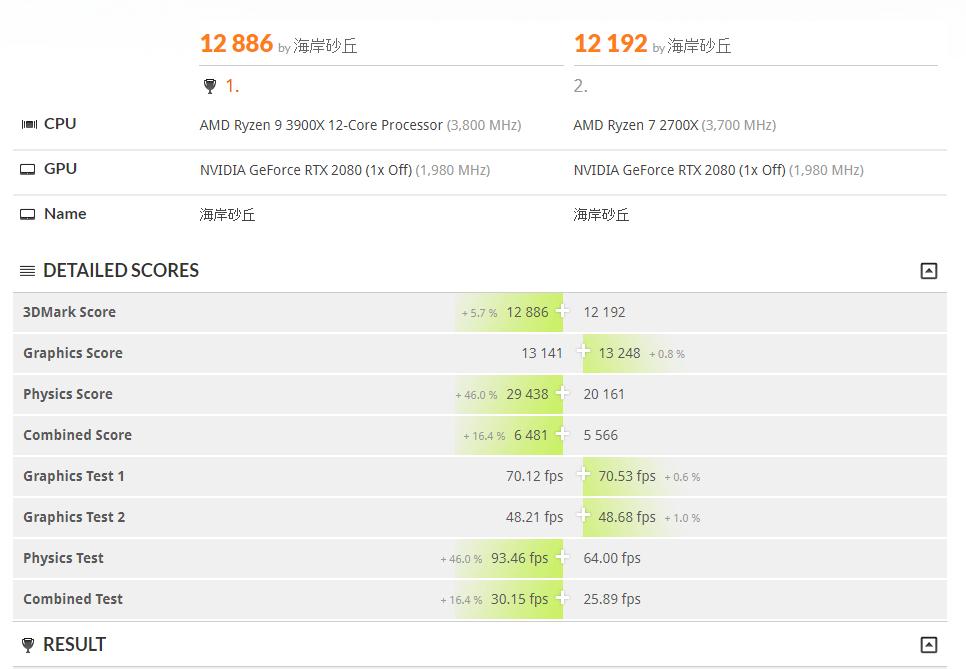 12 886 by 海岸砂丘 12 192 by 海岸砂丘
1. 2.
CPU AMD Ryzen 9 3900X 12-Core Processor (3,800 MHz) AMD Ryzen 7 2700X (3,700 MHz)
GPU NVIDIA GeForce RTX 2080 (1x Off) (1,980 MHz) NVIDIA GeForce RTX 2080 (1x Off) (1,980 MHz)
Name 海岸砂丘 海岸砂丘
DETAILED SCORES
3DMark Score + 5.7 % 12 886 12 192
Graphics Score 13 141 13 248 + 0.8 %
Physics Score + 46.0 % 29 438 20 161
Combined Score + 16.4 % 6 481 5 566
Graphics Test 1 70.12 fps 70.53 fps + 0.6 %
Graphics Test 2 48.21 fps 48.68 fps + 1.0 %
Physics Test + 46.0 % 93.46 fps 64.00 fps
Combined Test + 16.4 % 30.15 fps 25.89 fps
RESULT